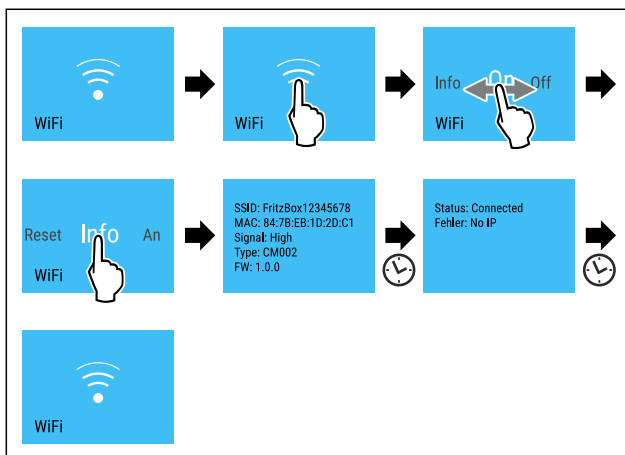 WiFi
WiFi
Info On Off
WiFi
Reset Info An
WiFi
SSID: FritzBox12345678
MAC: 84:7B:EB:1D:2D:C1
Signal: High
Type: CM002
FW: 1.0.0
Status: Connected
Fehler: No IP
WiFi